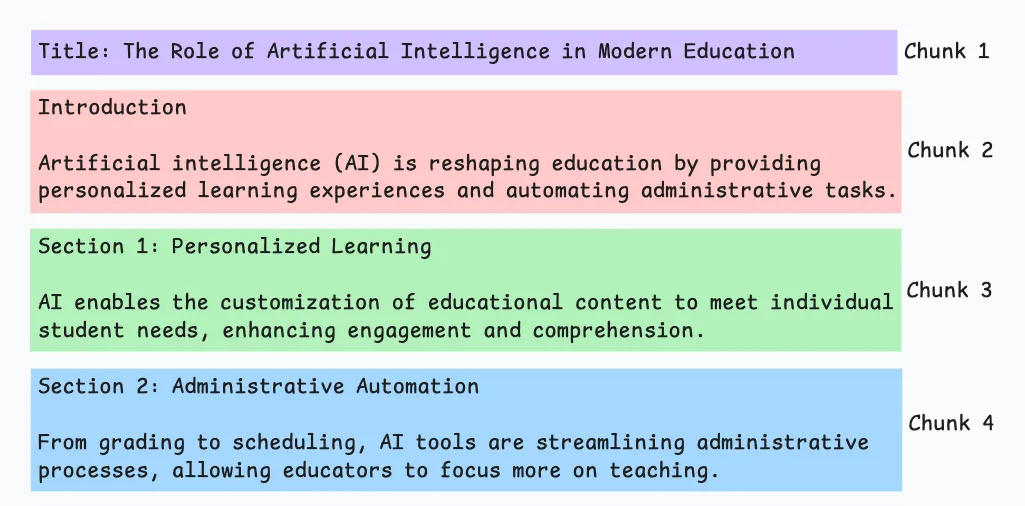 Title: The Role of Artificial Intelligence in Modern Education
Chunk 1
Introduction
Artificial intelligence (AI) is reshaping education by providing
personalized learning experiences and automating administrative tasks.
Chunk 2
Section 1: Personalized Learning
AI enables the customization of educational content to meet individual
student needs, enhancing engagement and comprehension.
Chunk 3
Section 2: Administrative Automation
From grading to scheduling, AI tools are streamlining administrative
processes, allowing educators to focus more on teaching.
Chunk 4